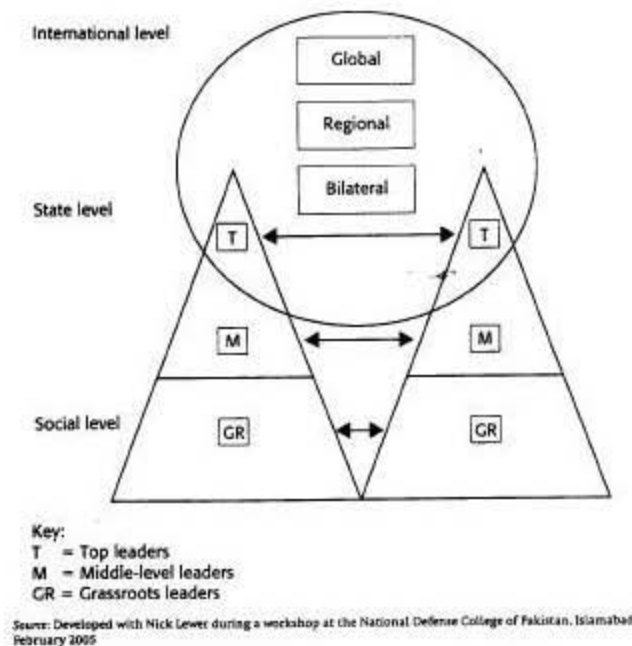 International level
Global
Regional
Bilateral
State level
T
T
M
M
Social level
GR
GR
Key:
T = Top leaders
M = Middle-level leaders
GR = Grassroots leaders
Source: Developed with Nick Lewer during a workshop at the National Defense College of Pakistan, Islamabad
February 2005